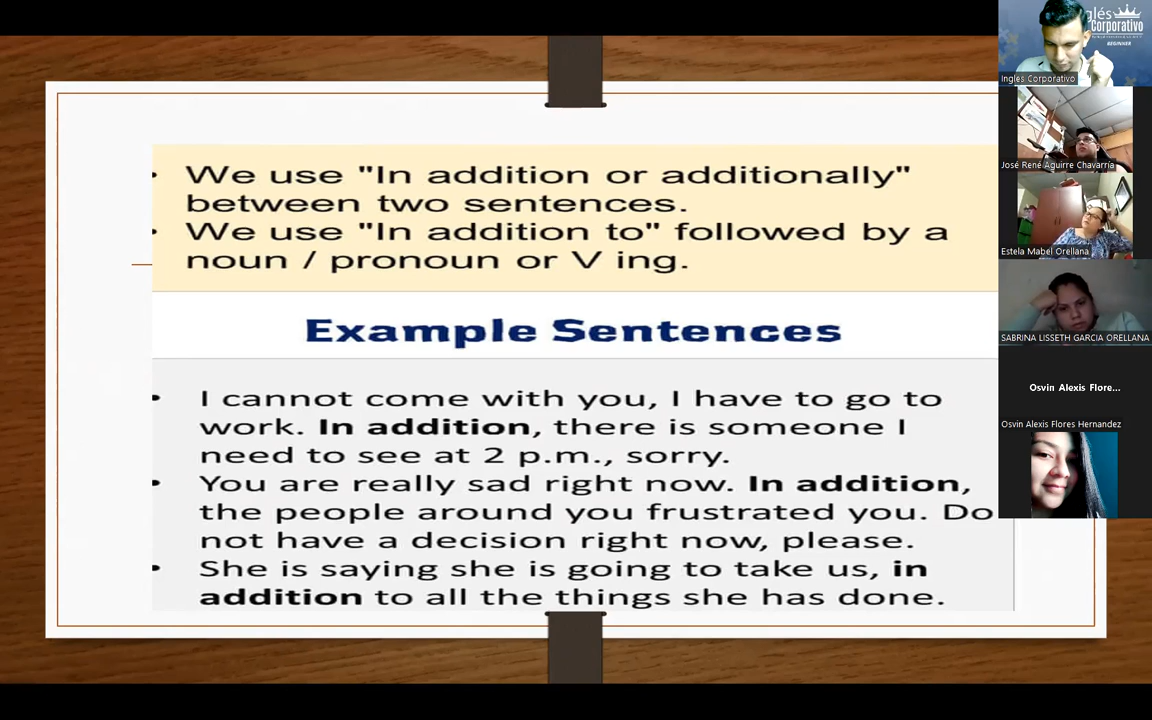 We use "In addition or additionally"
between two sentences.
We use "In addition to" followed by a
noun / pronoun or V ing.
Example Sentences
I cannot come with you, I have to go to
work. In addition, there is someone I
need to see at 2 p.m., sorry.
You are really sad right now. In addition,
the people around you frustrated you. Do
not have a decision right now, please.
She is saying she is going to take us, in
addition to all the things she has done.
glés
Corporativo
BEGINNER
Ingles Corporativo
José René Aguirre Chavarría
Estela Mabel Orellana
SABRINA LISSETH GARCIA ORELLANA
Osvin Alexis Flore...
Osvin Alexis Flores Hernandez